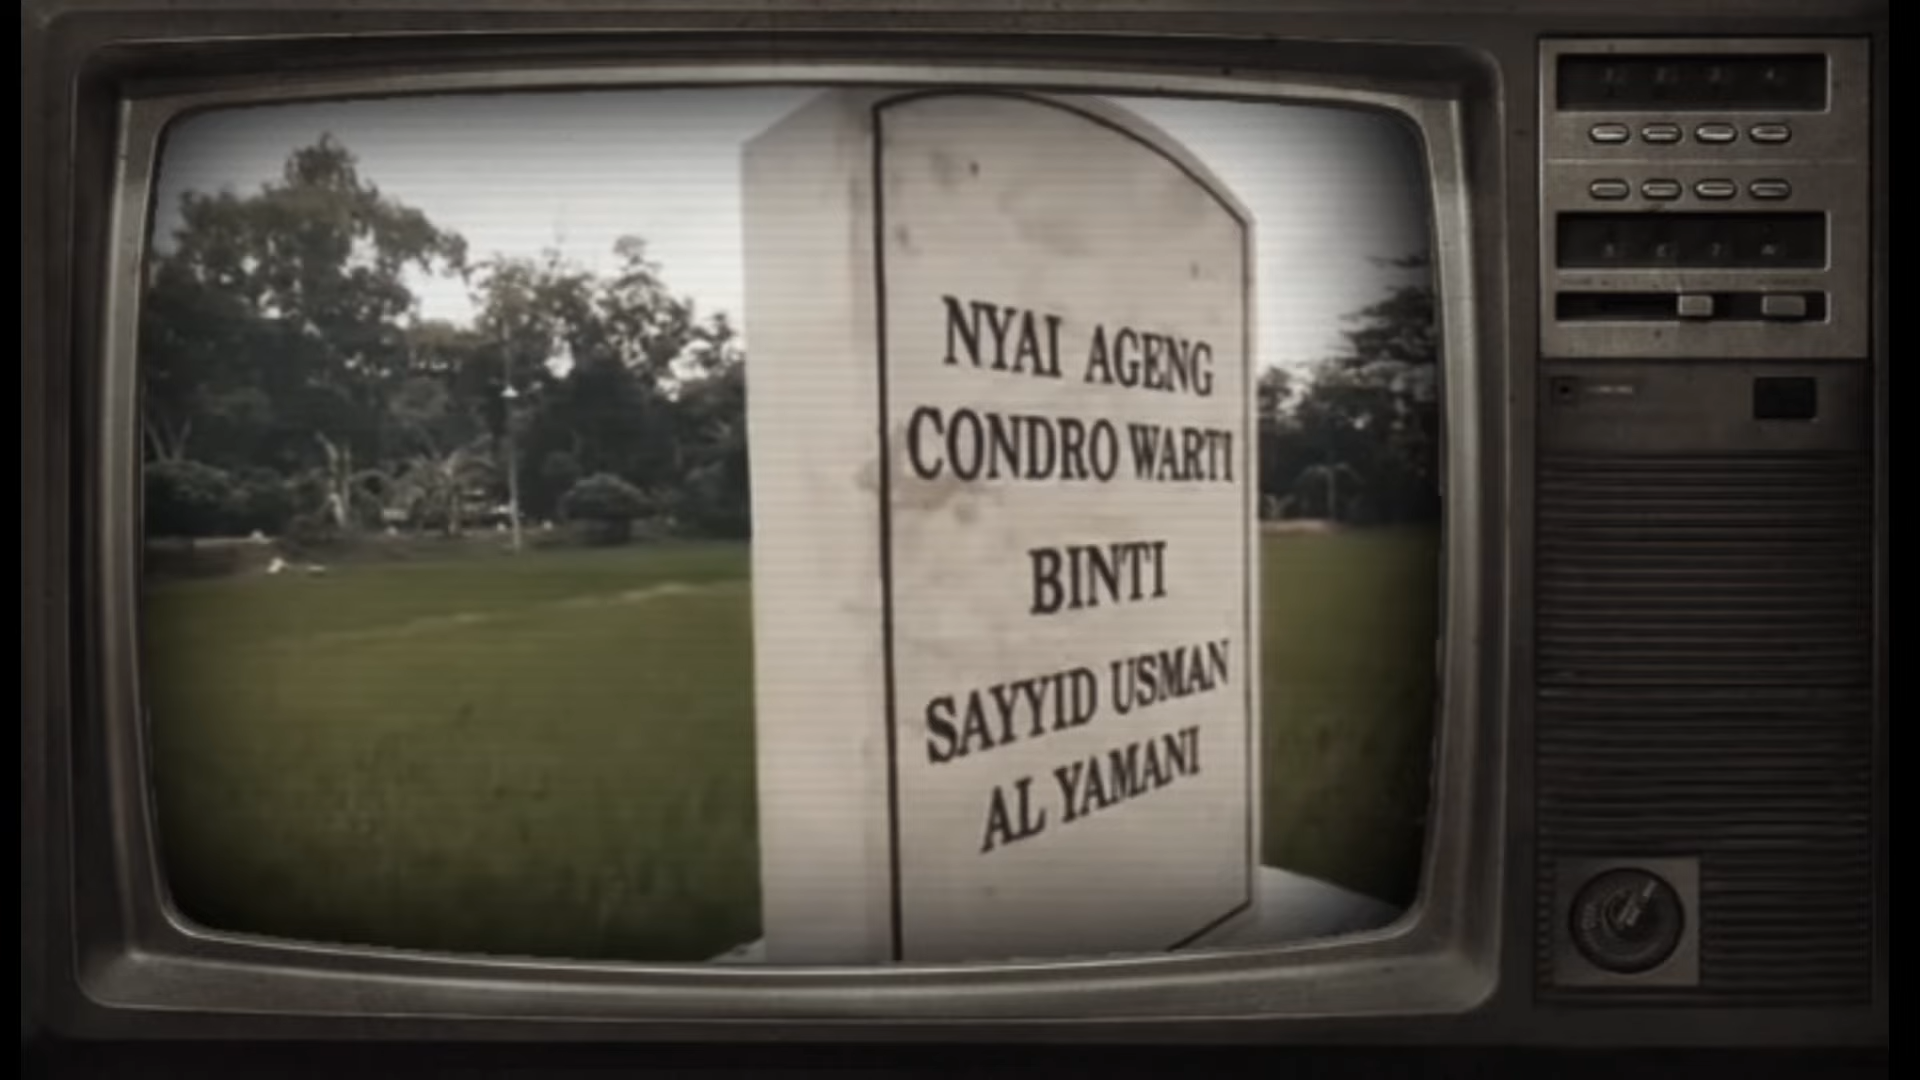 NYAI AGENG
CONDRO WARTI
BINTI
SAYYID USMAN
AL YAMANI